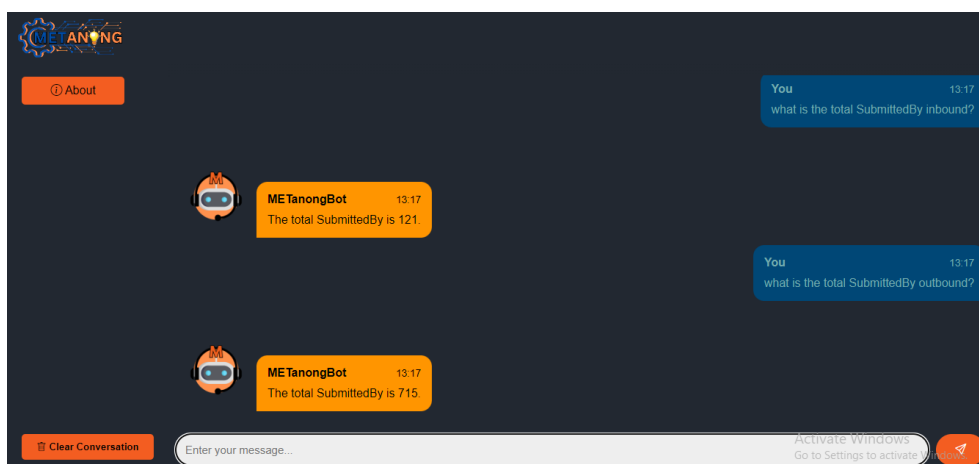 METANONG
About
You 13:17
what is the total SubmittedBy inbound?
M
METanongBot 13:17
The total SubmittedBy is 121.
You 13:17
what is the total SubmittedBy outbound?
M
METanongBot 13:17
The total SubmittedBy is 715.
Clear Conversation
Enter your message...
Activate Windows
Go to Settings to activate Windows.